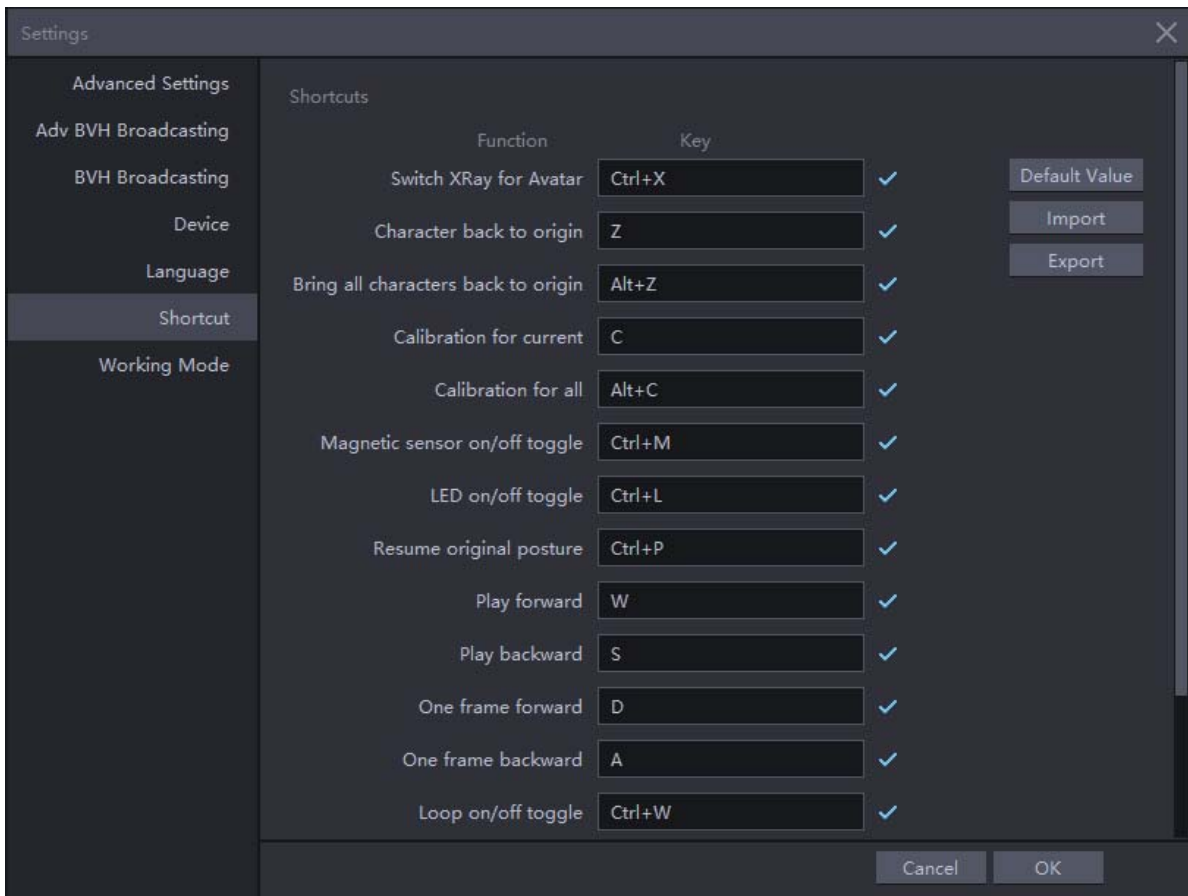 Settings
Advanced Settings
Adv BVH Broadcasting
BVH Broadcasting
Device
Language
Shortcut
Working Mode
Shortcuts
Function Key
Switch XRay for Avatar Ctrl+X
Character back to origin Z
Bring all characters back to origin Alt+Z
Calibration for current C
Calibration for all Alt+C
Magnetic sensor on/off toggle Ctrl+M
LED on/off toggle Ctrl+L
Resume original posture Ctrl+P
Play forward W
Play backward S
One frame forward D
One frame backward A
Loop on/off toggle Ctrl+W
Default Value
Import
Export
Cancel OK